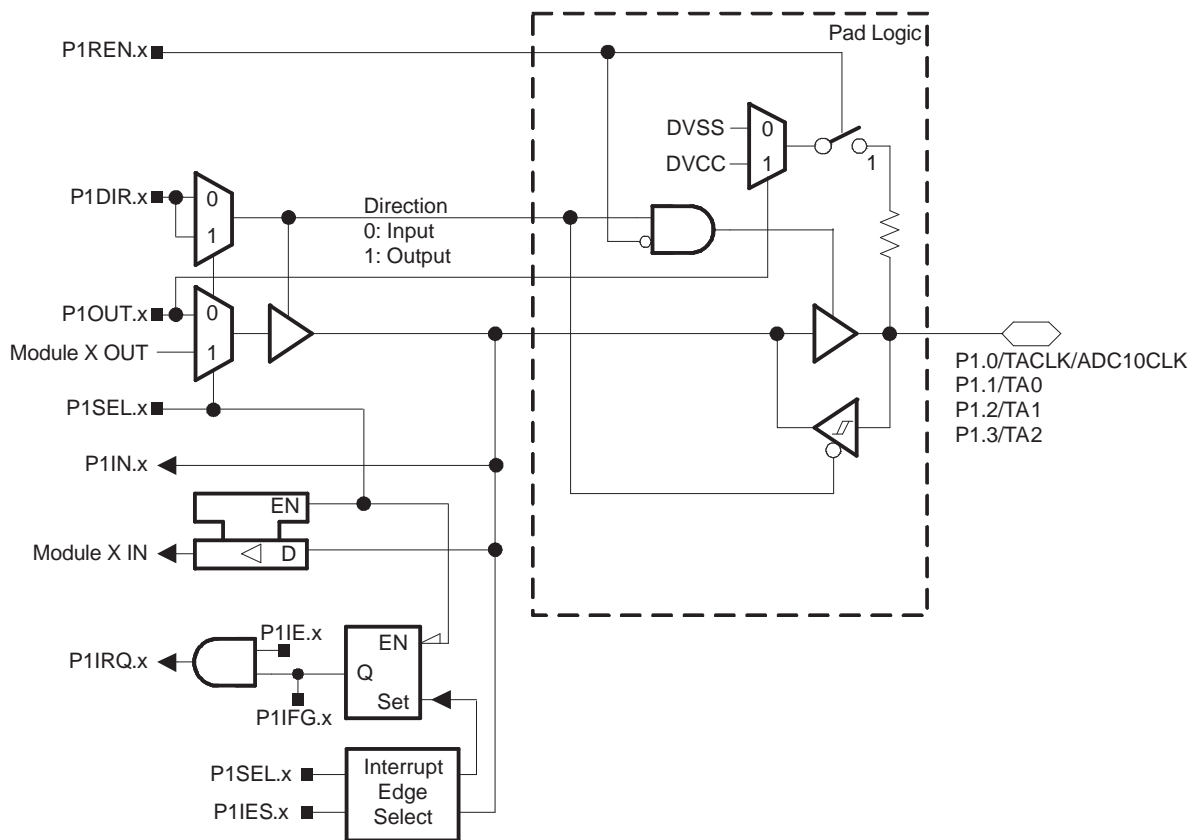 Pad Logic
P1REN.x
DVSS
0
DVCC
1
1
P1DIR.x
0
1
Direction
0: Input
1: Output
P1OUT.x
0
Module X OUT
1
P1.0/TACLK/ADC10CLK
P1.1/TA0
P1.2/TA1
P1.3/TA2
P1SEL.x
P1IN.x
EN
Module X IN
D
P1IE.x
P1IRQ.x
EN
Q
Set
P1IFG.x
P1SEL.x
P1IES.x
Interrupt
Edge
Select